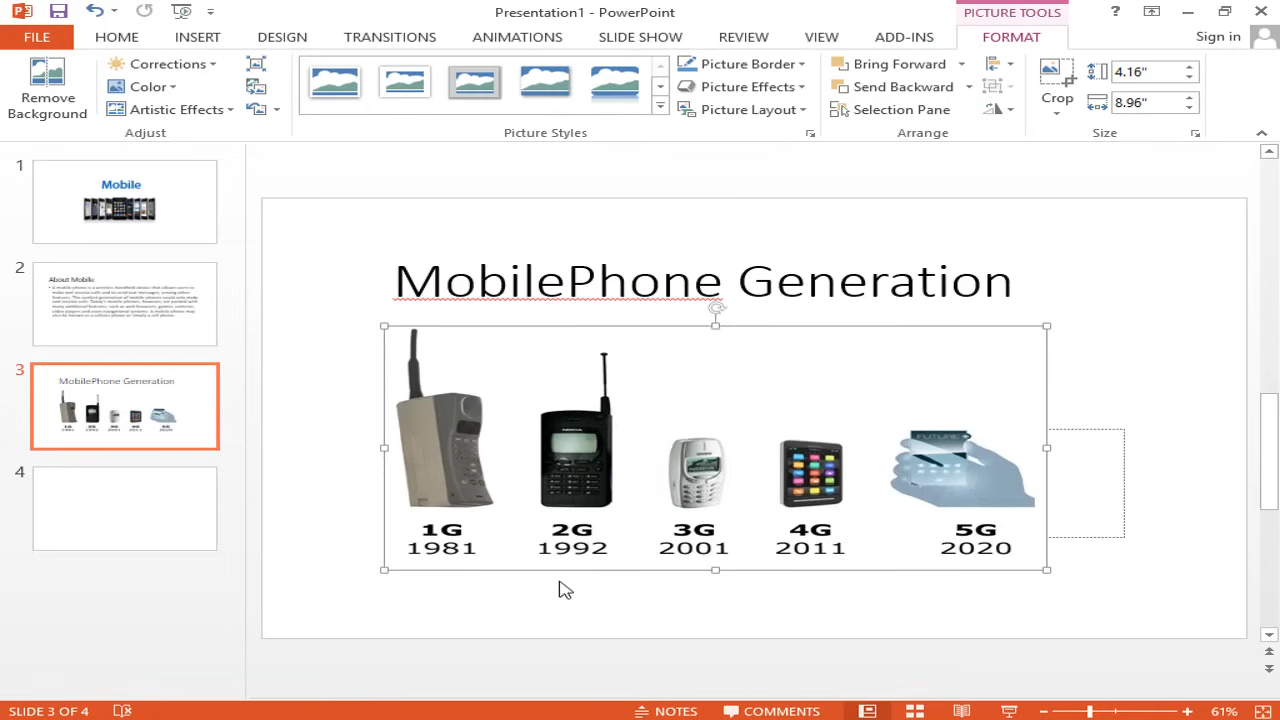 Presentation1 - PowerPoint
PICTURE TOOLS
?
FILE
HOME
INSERT
DESIGN
TRANSITIONS
ANIMATIONS
SLIDE SHOW
REVIEW
VIEW
ADD-INS
FORMAT
Sign in
Remove
Background
Corrections
Color
Artistic Effects
Adjust
Picture Styles
Picture Border
Picture Effects
Picture Layout
Bring Forward
Send Backward
Selection Pane
Arrange
Crop
4.16"
8.96"
Size
1
Mobile
2
About Mobile
3
MobilePhone Generation
4
MobilePhone Generation
NOKIA
FUTURE
1G
1981
2G
1992
3G
2001
4G
2011
5G
2020
SLIDE 3 OF 4
NOTES
COMMENTS
61%